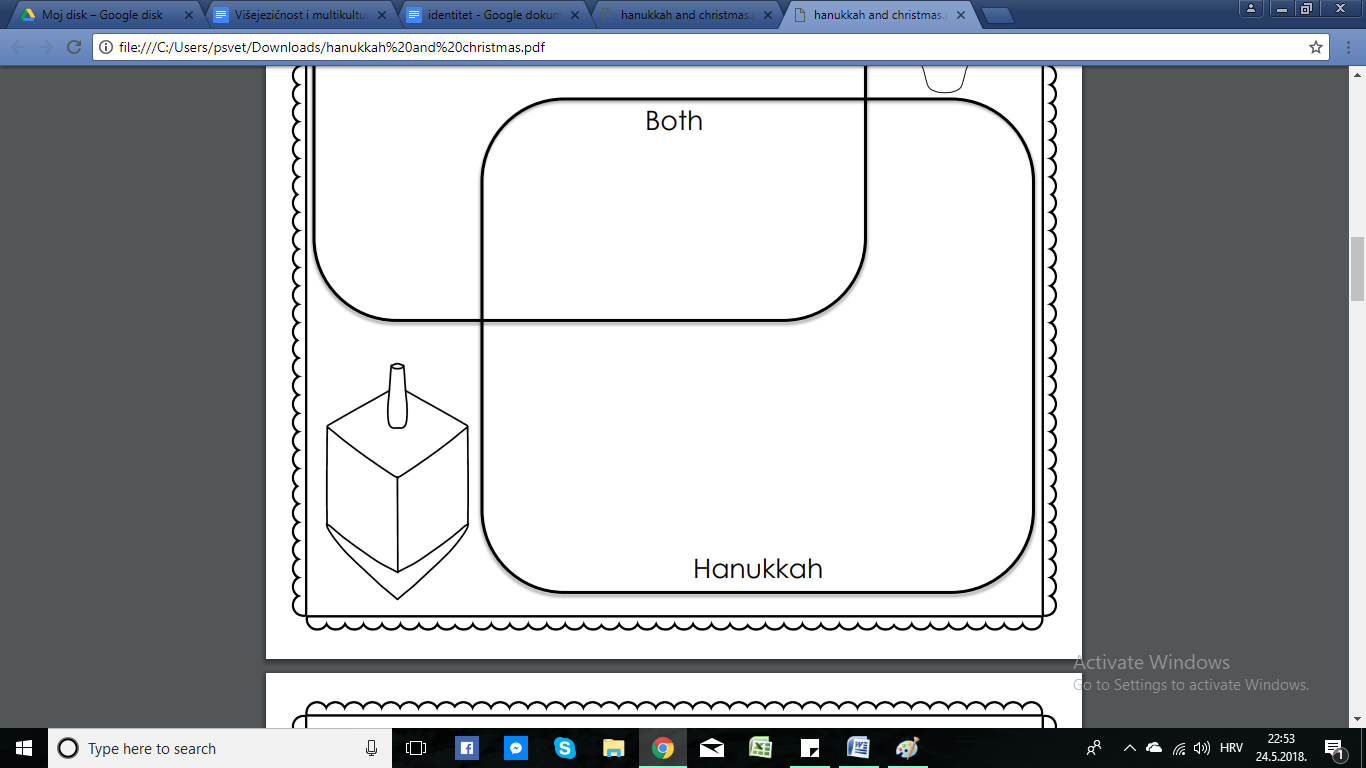 Moj disk – Google disk
Višejezičnost i multikultu
identitet - Google dokum
hanukkah and christmas.
hanukkah and christmas.
file:///C:/Users/psvet/Downloads/hanukkah%20and%20christmas.pdf
Both
Hanukkah
Activate Windows
Go to Settings to activate Windows.
Type here to search
HRV
22:53
24.5.2018.
1